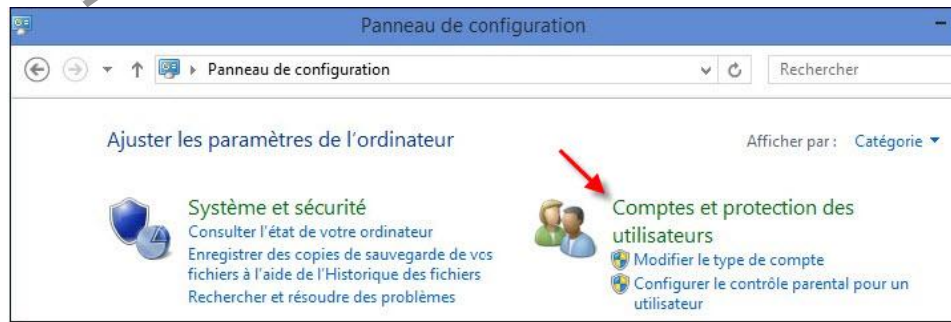 Panneau de configuration
Panneau de configuration
Rechercher
Ajuster les paramètres de l'ordinateur
Afficher par : Catégorie
Système et sécurité
Consulter l'état de votre ordinateur
Enregistrer des copies de sauvegarde de vos
fichiers à l'aide de l'Historique des fichiers
Rechercher et résoudre des problèmes
Comptes et protection des
utilisateurs
Modifier le type de compte
Configurer le contrôle parental pour un
utilisateur